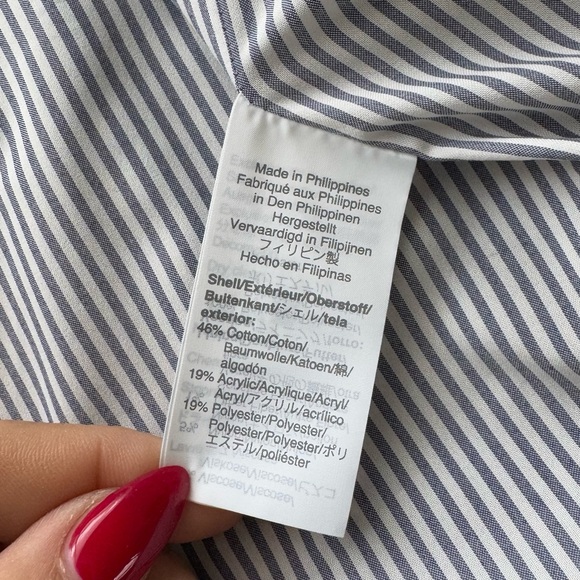 Made in Philippines
Fabriqué aux Philippines
in Den Philippinen
Hergestellt
Vervaardigd in Filipijnen
フィリピン製
Hecho en Filipinas
Shell/Extérieur/Oberstoff/
Buitenkant/シェル/tela
exterior:
46% Cotton/Coton/
Baumwolle/Katoen/綿/
algodón
19% Acrylic/Acrylique/Acryl/
Acryl/アクリル/acrílico
19% Polyester/Polyester/
Polyester/Polyester/ポリ
エステル/poliéster